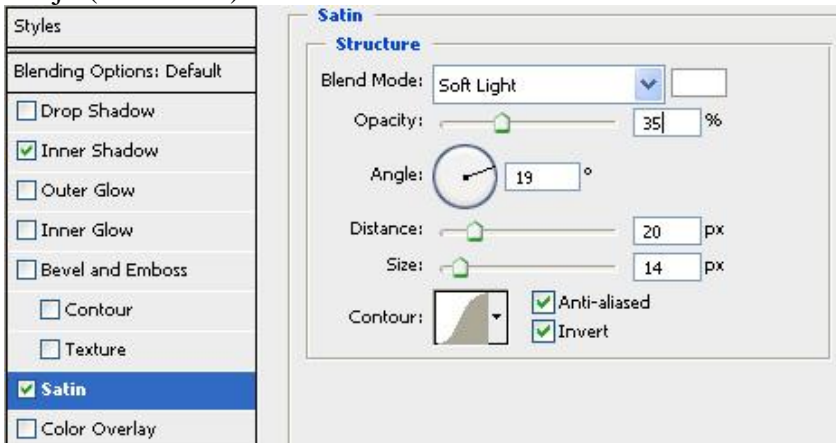 Styles
Blending Options: Default
Drop Shadow
Inner Shadow
Outer Glow
Inner Glow
Bevel and Emboss
Contour
Texture
Satin
Color Overlay
Satin
Structure
Blend Mode: Soft Light
Opacity: 35 %
Angle: 19 °
Distance: 20 px
Size: 14 px
Contour: Anti-aliased
Invert